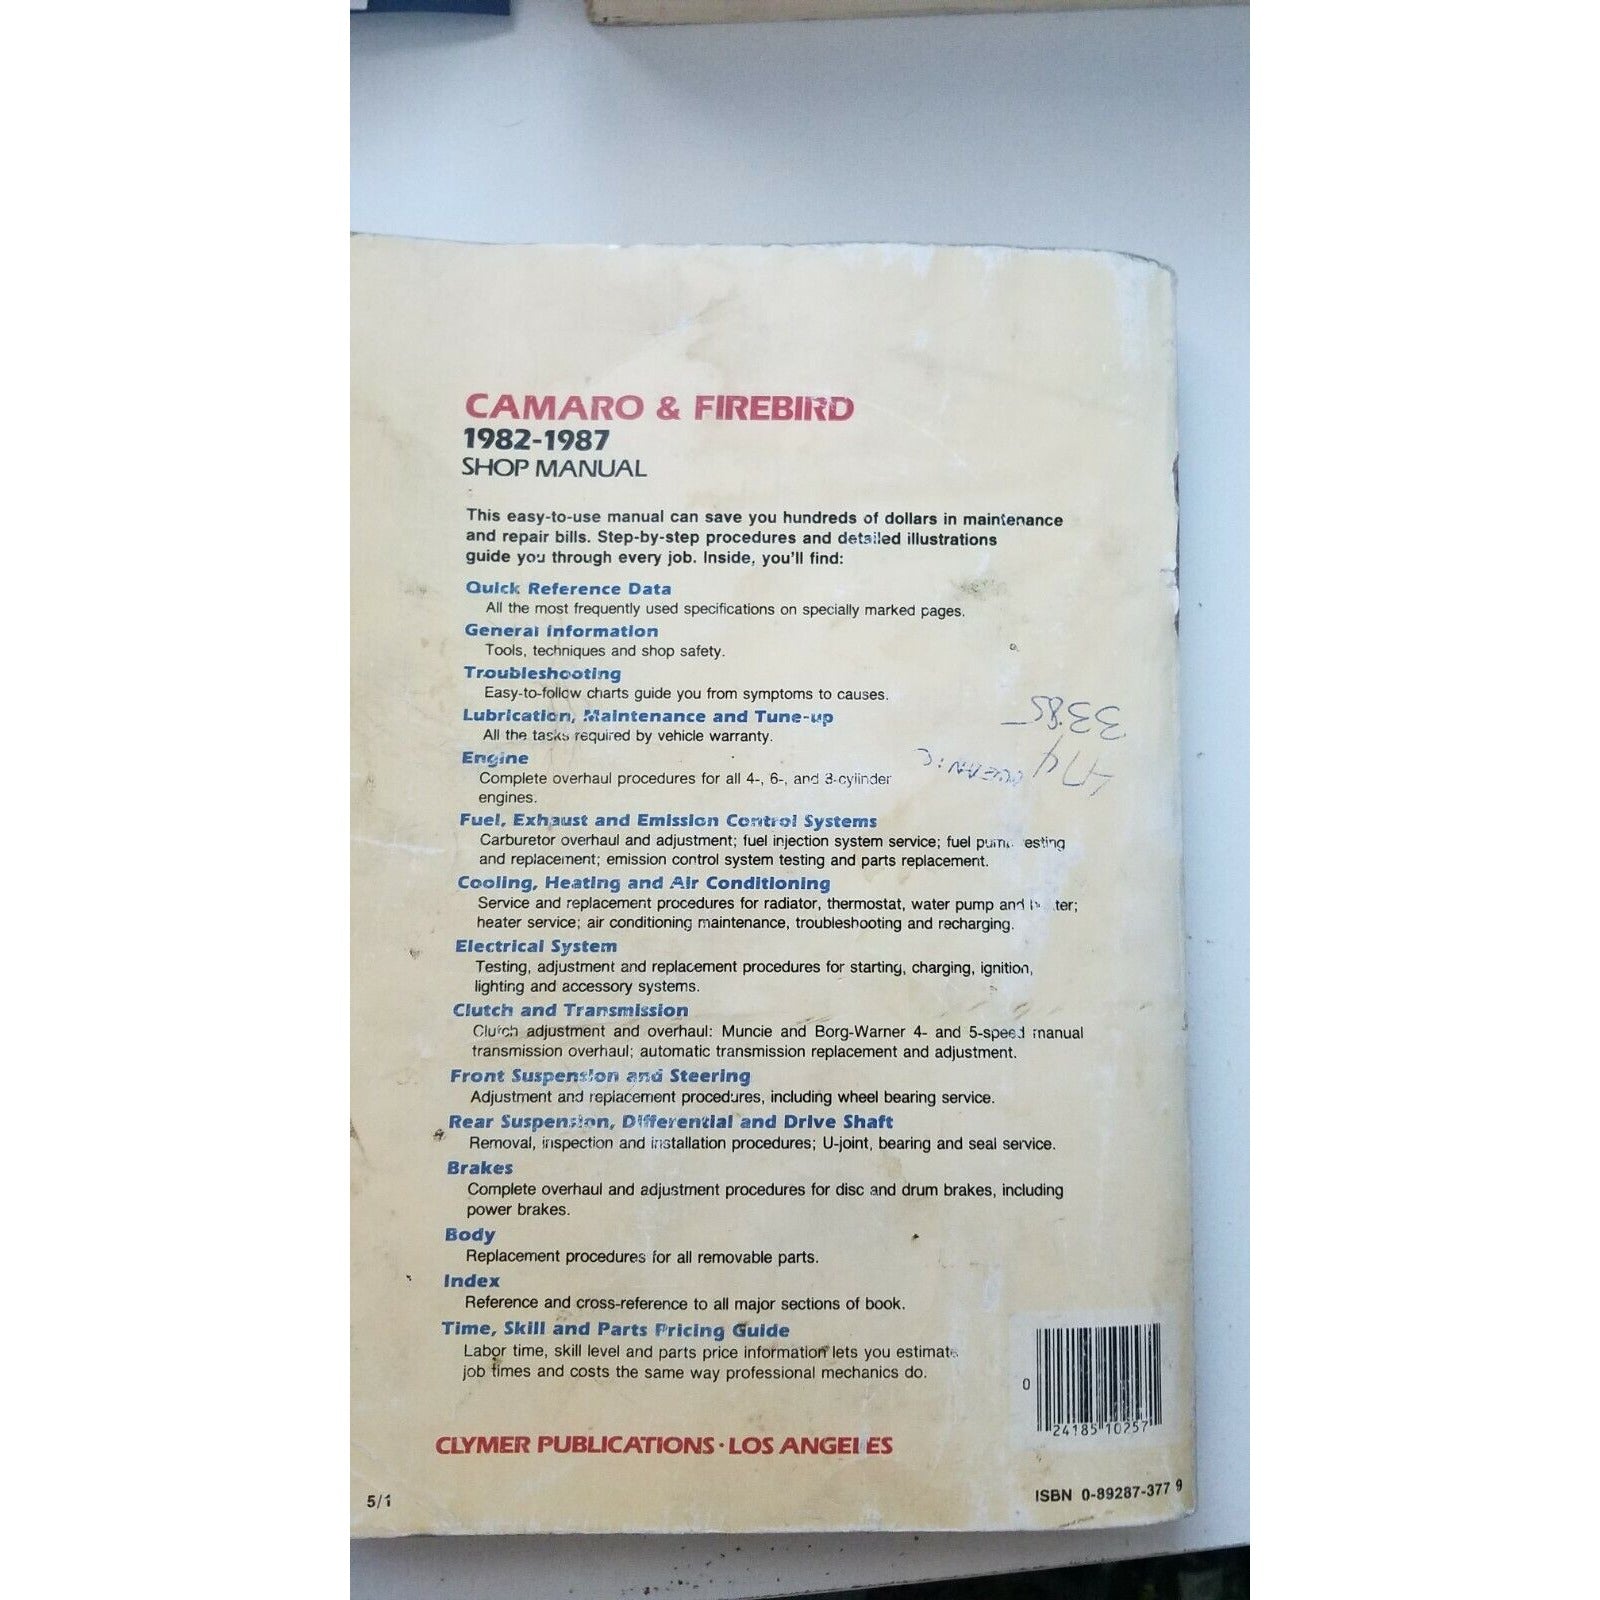 CAMARO & FIREBIRD
1982-1987
SHOP MANUAL
This easy-to-use manual can save you hundreds of dollars in maintenance
and repair bills. Step-by-step procedures and detailed illustrations
guide you through every job. Inside, you'll find:
Quick Reference Data
All the most frequently used specifications on specially marked pages.
General Information
Tools, techniques and shop safety.
Troubleshooting
Easy-to-follow charts guide you from symptoms to causes.
Lubrication, Maintenance and Tune-up
All the tasks required by vehicle warranty.
Engine
Complete overhaul procedures for all 4-, 6-, and 8-cylinder
engines.
Fuel, Exhaust and Emission Control Systems
Carburetor overhaul and adjustment; fuel injection system service; fuel pump testing
and replacement; emission control system testing and parts replacement.
Cooling, Heating and Air Conditioning
Service and replacement procedures for radiator, thermostat, water pump and
heater service; air conditioning maintenance, troubleshooting and recharging.
Electrical System
Testing, adjustment and replacement procedures for starting, charging, ignition,
lighting and accessory systems.
Clutch and Transmission
Clutch adjustment and overhaul: Muncie and Borg-Warner 4- and 5-speed manual
transmission overhaul; automatic transmission replacement and adjustment.
Front Suspension and Steering
Adjustment and replacement procedures, including wheel bearing service.
Rear Suspension, Differential and Drive Shaft
Removal, inspection and installation procedures; U-joint, bearing and seal service.
Brakes
Complete overhaul and adjustment procedures for disc and drum brakes, including
power brakes.
Body
Replacement procedures for all removable parts.
Index
Reference and cross-reference to all major sections of book.
Time, Skill and Parts Pricing Guide
Labor time, skill level and parts price information lets you estimate
job times and costs the same way professional mechanics do.
474
3385
0 24185 10257
CLYMER PUBLICATIONS · LOS ANGELES
5/1
ISBN 0-89287-377 9